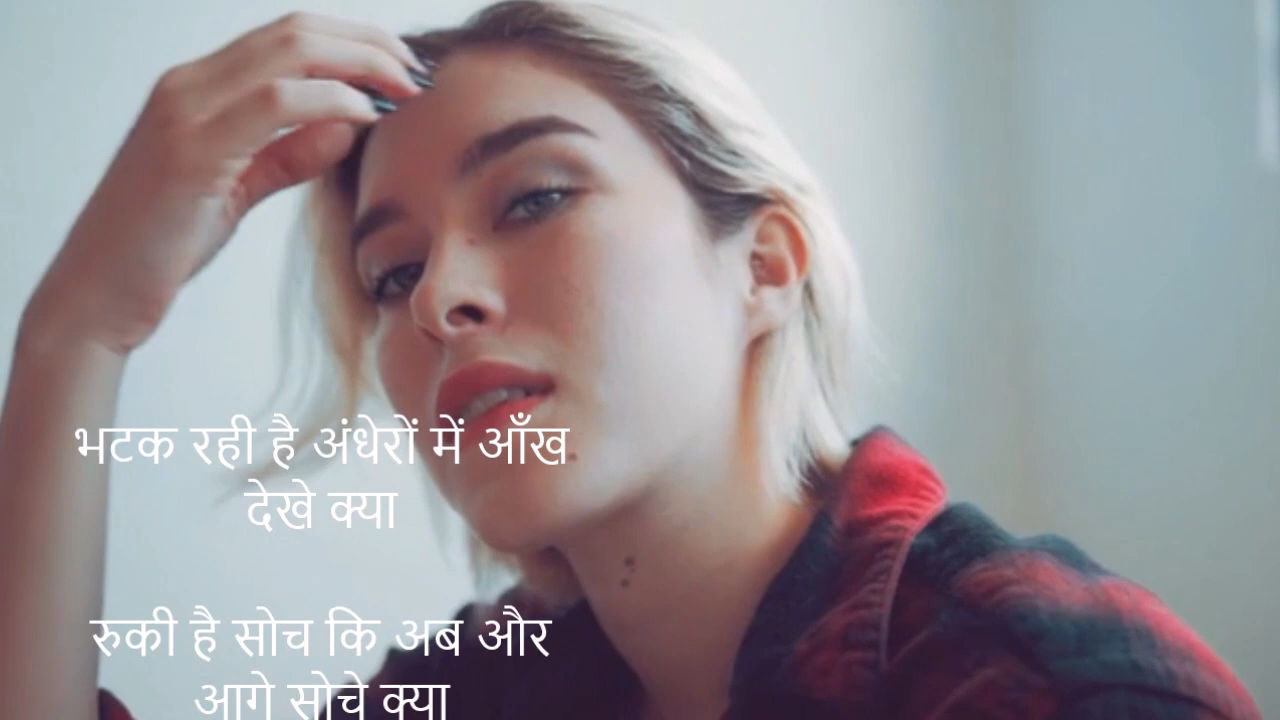 भटक रही है अंधेरों में आँख
देखे क्या
रुकी है सोच कि अब और
आगे सोचे क्या